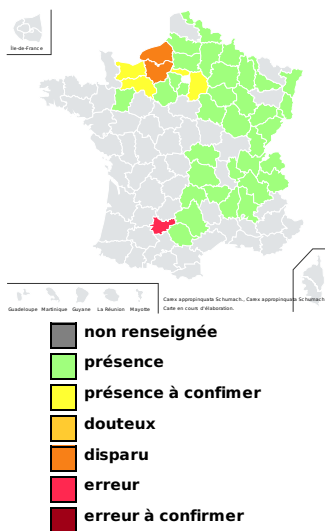 Île-de-France
Guadeloupe Martinique Guyane La Réunion Mayotte
Carex appropinquata Schumach., Carex appropinquata Schumach
Carte en cours d'élaboration.
non renseignée
présence
présence à confimer
douteux
disparu
erreur
erreur à confirmer